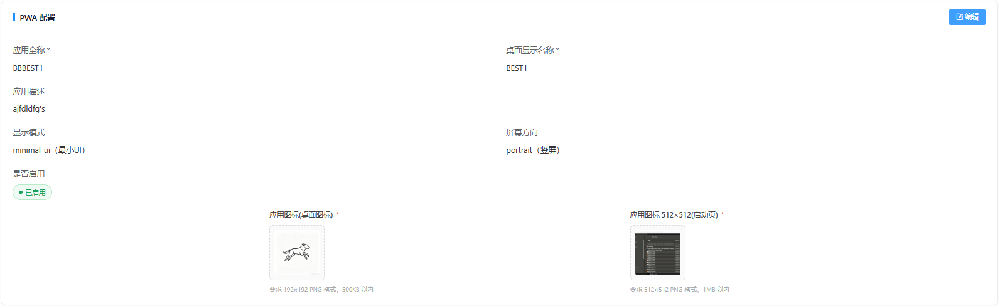 PWA 配置
编辑
应用全称 *
桌面显示名称 *
BBBEST1
BEST1
应用描述
ajfdldfg's
显示模式
屏幕方向
minimal-ui（最小UI）
portrait（竖屏）
是否启用
已启用
应用图标(桌面图标) *
应用图标 512×512(启动页) *
要求 192×192 PNG 格式，500KB 以内
要求 512×512 PNG 格式，1MB 以内